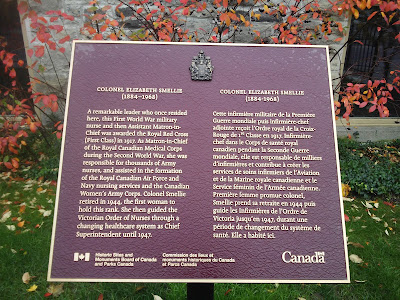 COLONEL ELIZABETH SMELLIE
(1884-1968)
A remarkable leader who once resided
here, this First World War military
nurse and then Assistant Matron-in-
Chief was awarded the Royal Red Cross
(First Class) in 1917. As Matron-in-Chief
of the Royal Canadian Medical Corps
during the Second World War, she was
responsible for thousands of Army
nurses, and assisted in the formation
of the Royal Canadian Air Force and
Navy nursing services and the Canadian
Women's Army Corps. Colonel Smellie
retired in 1944, the first woman to
hold this rank. She then guided the
Victorian Order of Nurses through a
changing healthcare system as Chief
Superintendent until 1947.
COLONEL ELIZABETH SMELLIE
(1884-1968)
Cette infirmière militaire de la Première
Guerre mondiale puis infirmière-chef
adjointe reçoit l'Ordre royal de la Croix-
Rouge de 1re Classe en 1917. Infirmière-
chef dans le Corps de santé royal
canadien pendant la Seconde Guerre
mondiale, elle est responsable de milliers
d'infirmières et contribue à créer les
services de soins infirmiers de l'Aviation
et de la Marine royale canadienne et le
Service féminin de l'Armée canadienne.
Première femme promue colonel,
Smellie prend sa retraite en 1944 puis
guide les Infirmières de l'Ordre de
Victoria jusqu'en 1947, durant une
période de changement du système de
santé. Elle a habité ici.
Historic Sites and
Monuments Board of Canada
and Parks Canada
Commission des lieux et
monuments historiques du Canada
et Parcs Canada
Canada